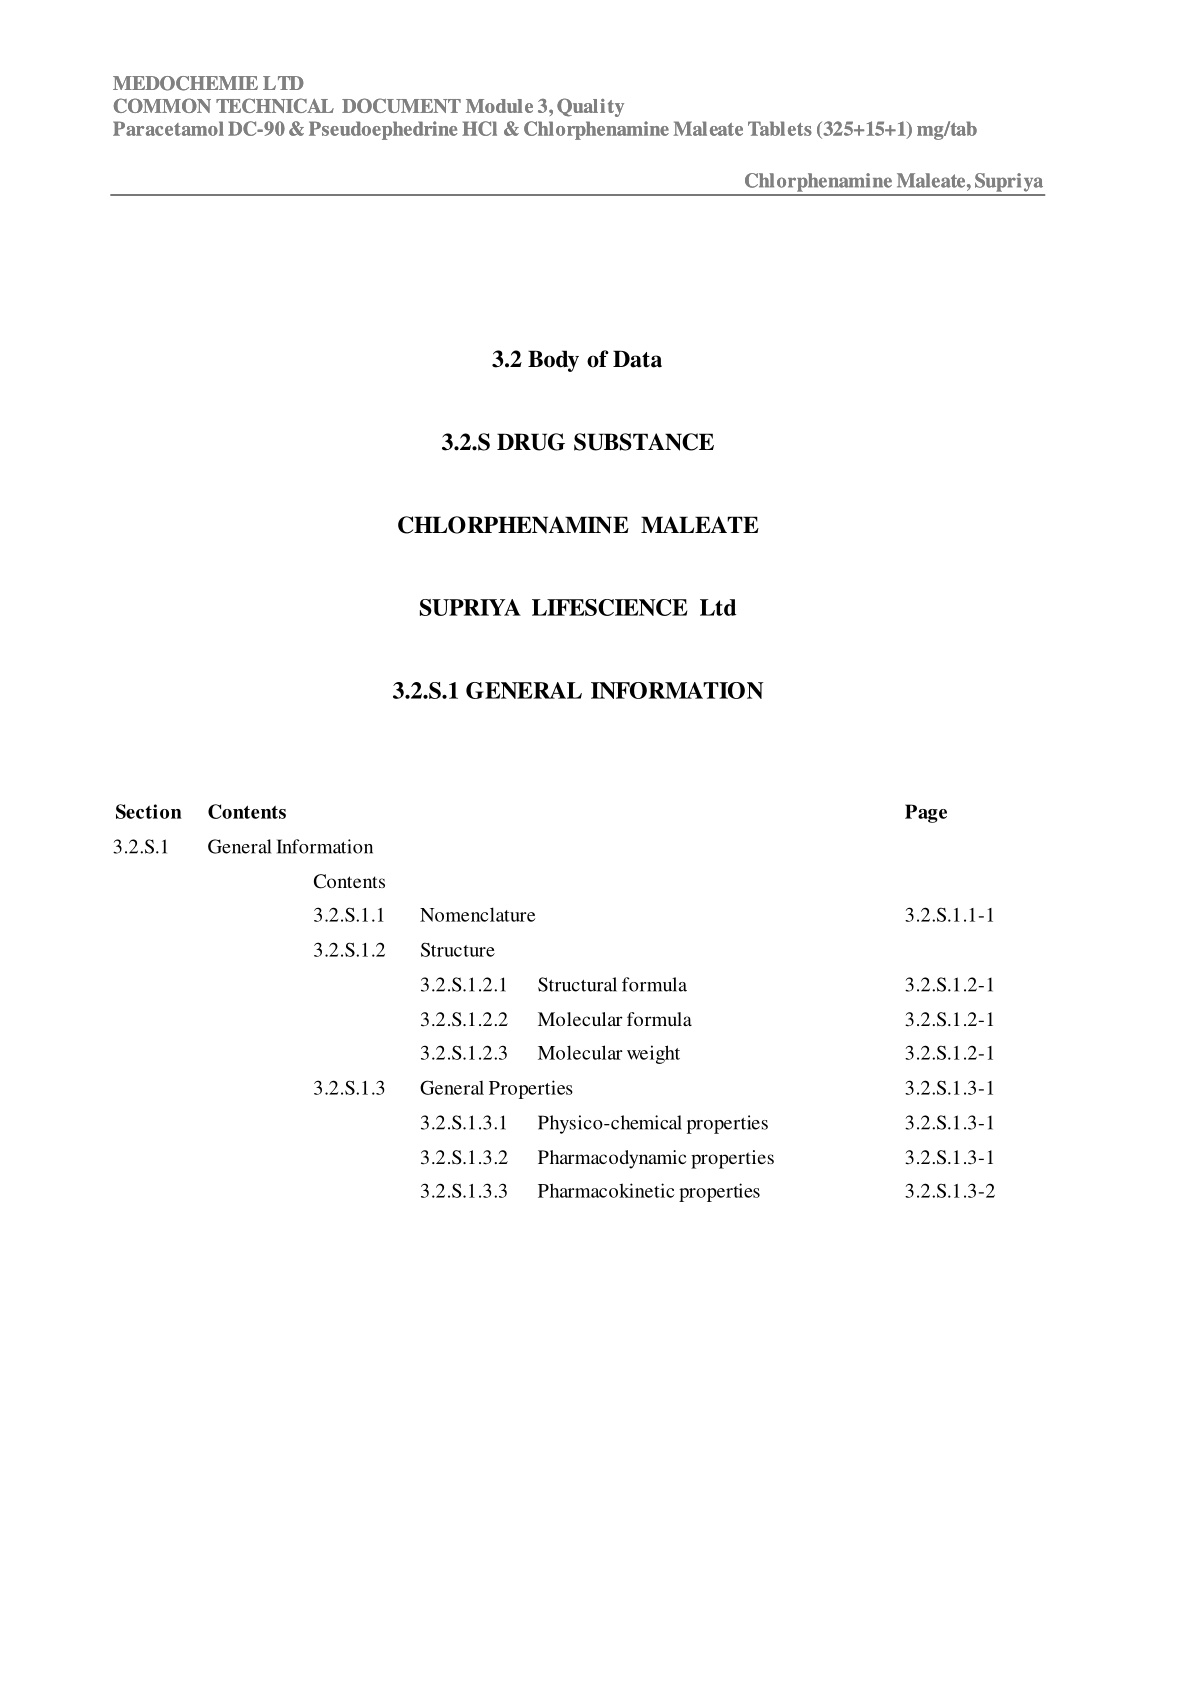 MEDOCHEMIE LTD
COMMON TECHNICAL DOCUMENT Module 3, Quality
Paracetamol DC-90 & Pseudoephedrine HCl & Chlorphenamine Maleate Tablets (325+15+1) mg/tab
Chlorphenamine Maleate, Supriya
3.2 Body of Data
3.2.S DRUG SUBSTANCE
CHLORPHENAMINE MALEATE
SUPRIYA LIFESCIENCE Ltd
3.2.S.1 GENERAL INFORMATION
Section Contents Page
3.2.S.1 General Information
Contents
3.2.S.1.1 Nomenclature 3.2.S.1.1-1
3.2.S.1.2 Structure
3.2.S.1.2.1 Structural formula 3.2.S.1.2-1
3.2.S.1.2.2 Molecular formula 3.2.S.1.2-1
3.2.S.1.2.3 Molecular weight 3.2.S.1.2-1
3.2.S.1.3 General Properties 3.2.S.1.3-1
3.2.S.1.3.1 Physico-chemical properties 3.2.S.1.3-1
3.2.S.1.3.2 Pharmacodynamic properties 3.2.S.1.3-1
3.2.S.1.3.3 Pharmacokinetic properties 3.2.S.1.3-2